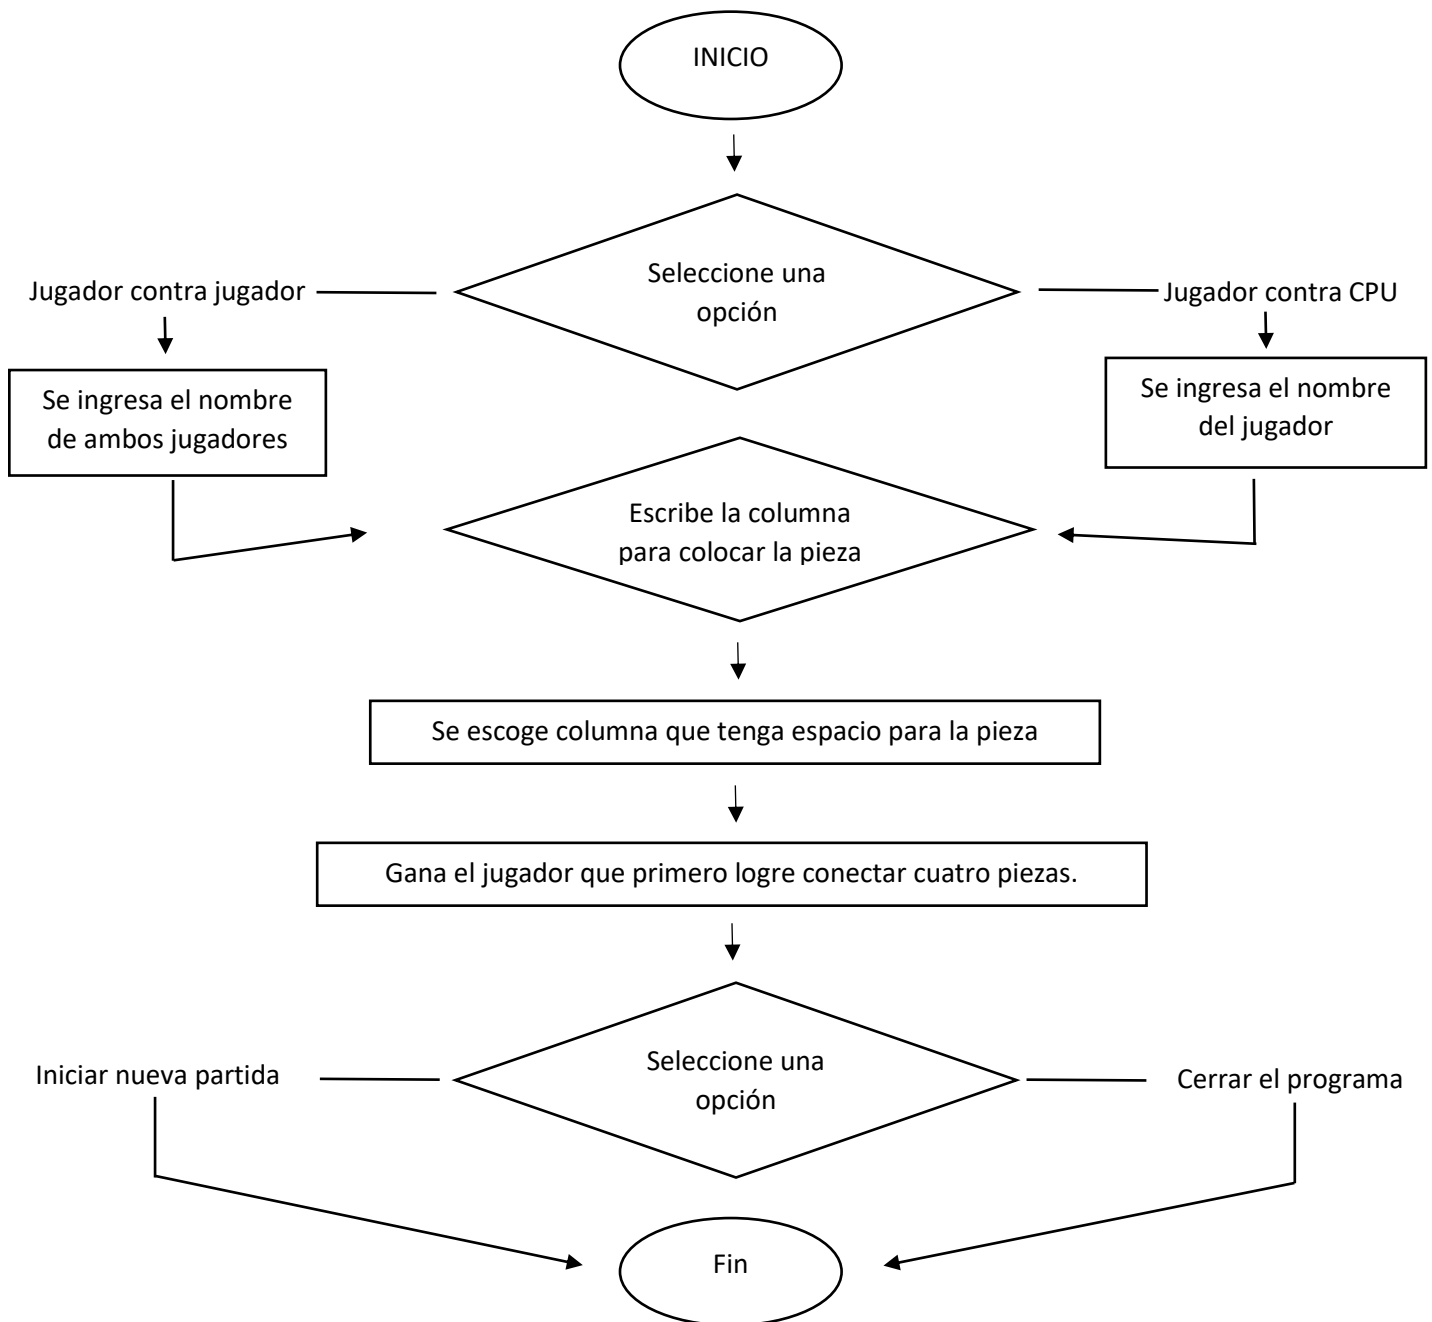 INICIO
Seleccione una
opción
Jugador contra jugador
Jugador contra CPU
Se ingresa el nombre
de ambos jugadores
Se ingresa el nombre
del jugador
Escribe la columna
para colocar la pieza
Se escoge columna que tenga espacio para la pieza
Gana el jugador que primero logre conectar cuatro piezas.
Seleccione una
opción
Iniciar nueva partida
Cerrar el programa
Fin